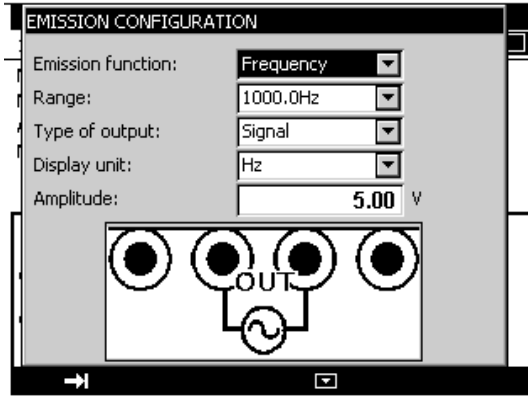 EMISSION CONFIGURATION
Emission function: Frequency
Range: 1000.0Hz
Type of output: Signal
Display unit: Hz
Amplitude: 5.00 V
OUT